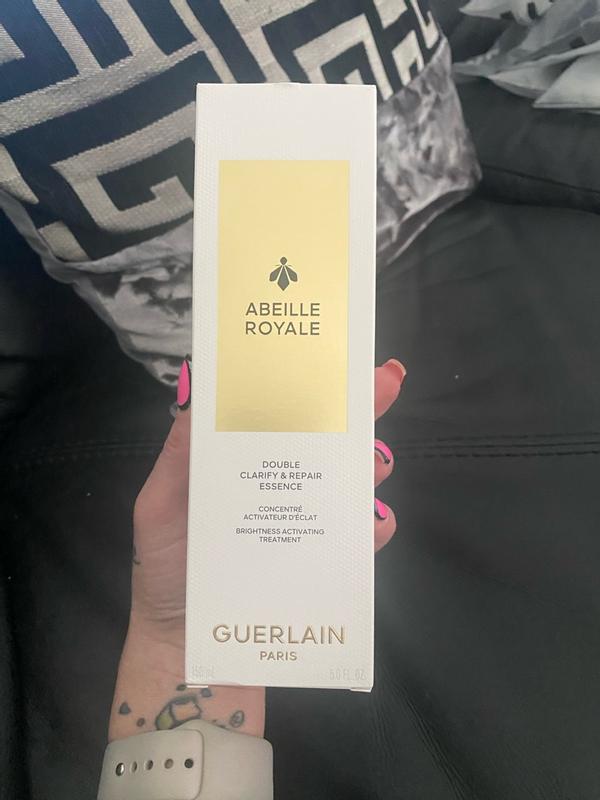 ABEILLE
ROYALE
DOUBLE
CLARIFY & REPAIR
ESSENCE
CONCENTRÉ
ACTIVATEUR D'ÉCLAT
BRIGHTNESS ACTIVATING
TREATMENT
GUERLAIN
PARIS
150 mL 5.0 FL. OZ.